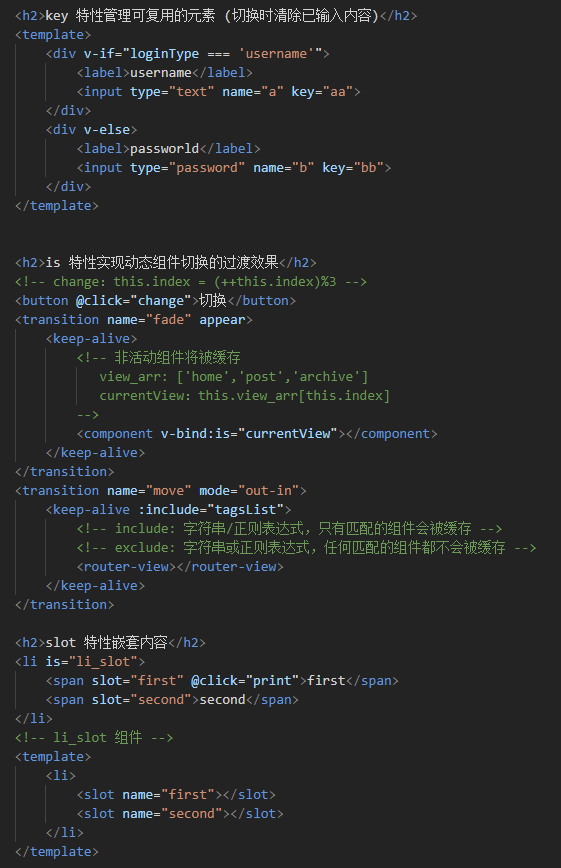 <h2>key 特性管理可复用的元素 (切换时清除已输入内容)</h2>
<template>
    <div v-if="loginType === 'username'">
        <label>username</label>
        <input type="text" name="a" key="aa">
    </div>
    <div v-else>
        <label>passworld</label>
        <input type="password" name="b" key="bb">
    </div>
</template>

<h2>is 特性实现动态组件切换的过渡效果</h2>
<!-- change: this.index = (++this.index)%3 -->
<button @click="change">切换</button>
<transition name="fade" appear>
    <keep-alive>
        <!-- 非活动组件将被缓存
           view_arr: ['home','post','archive']
           currentView: this.view_arr[this.index]
        -->
        <component v-bind:is="currentView"></component>
    </keep-alive>
</transition>
<transition name="move" mode="out-in">
    <keep-alive :include="tagsList">
        <!-- include: 字符串/正则表达式，只有匹配的组件会被缓存 -->
        <!-- exclude: 字符串或正则表达式，任何匹配的组件都不会被缓存 -->
        <router-view></router-view>
    </keep-alive>
</transition>

<h2>slot 特性嵌套内容</h2>
<li is="li_slot">
    <span slot="first" @click="print">first</span>
    <span slot="second">second</span>
</li>
<!-- li_slot 组件 -->
<template>
    <li>
        <slot name="first"></slot>
        <slot name="second"></slot>
    </li>
</template>